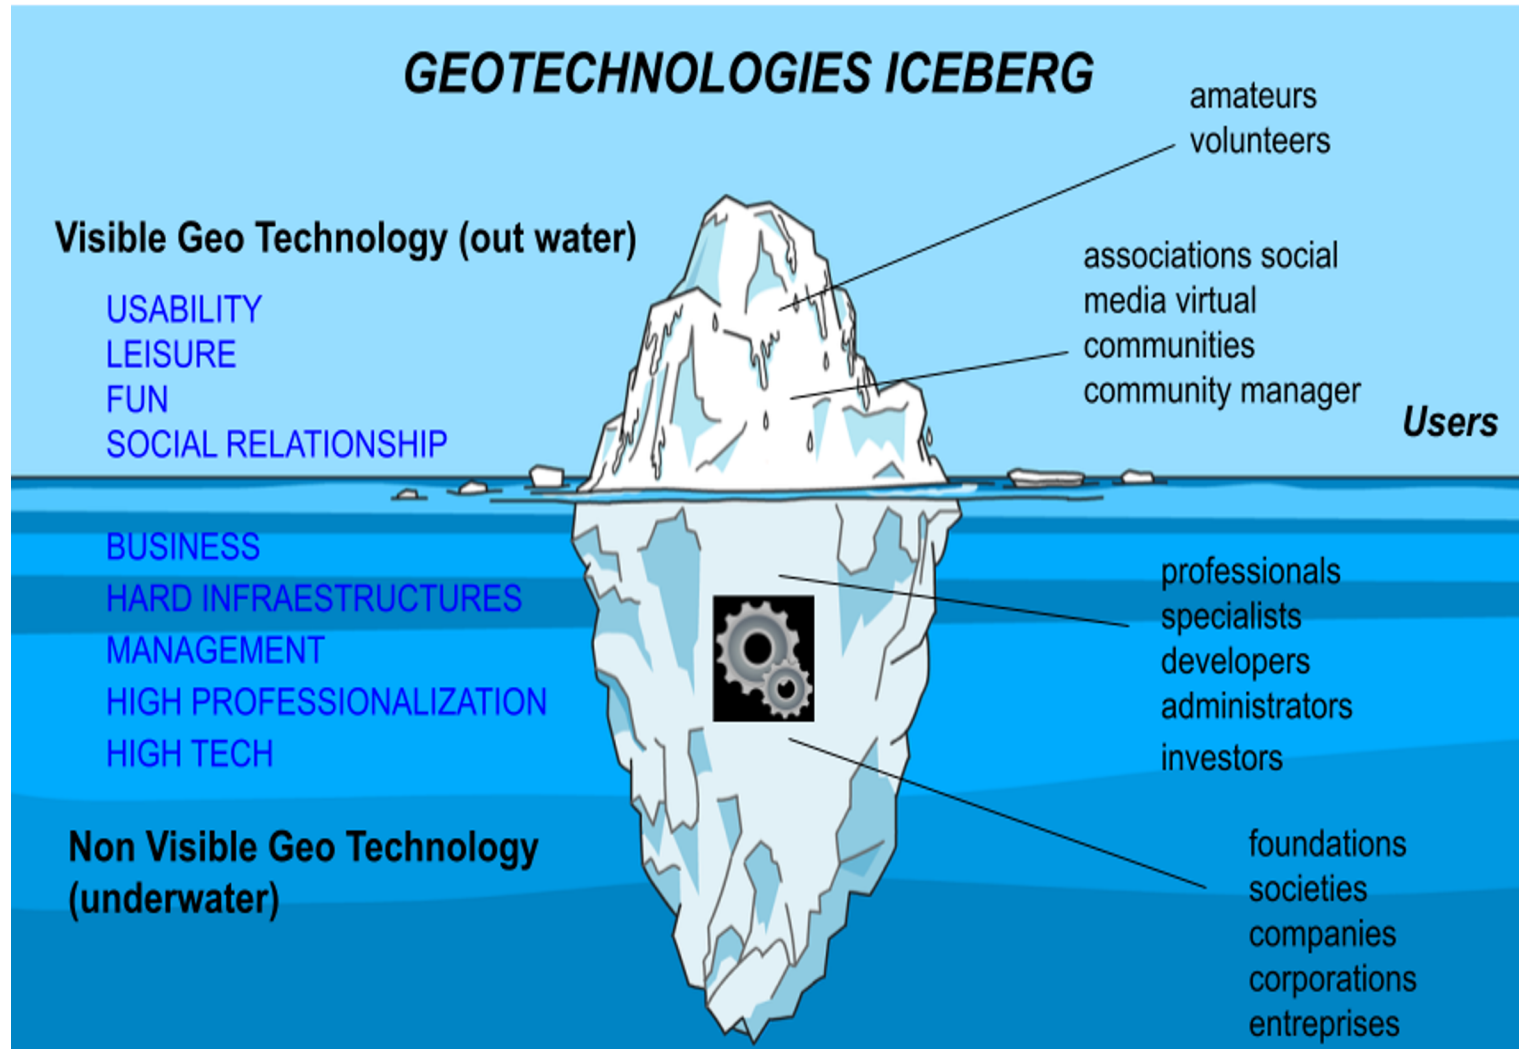 GEOTECHNOLOGIES ICEBERG
amateurs
volunteers
Visible Geo Technology (out water)
USABILITY
LEISURE
FUN
SOCIAL RELATIONSHIP
associations social
media virtual
communities
community manager
Users
BUSINESS
HARD INFRAESTRUCTURES
MANAGEMENT
HIGH PROFESSIONALIZATION
HIGH TECH
professionals
specialists
developers
administrators
investors
Non Visible Geo Technology
(underwater)
foundations
societies
companies
corporations
entreprises